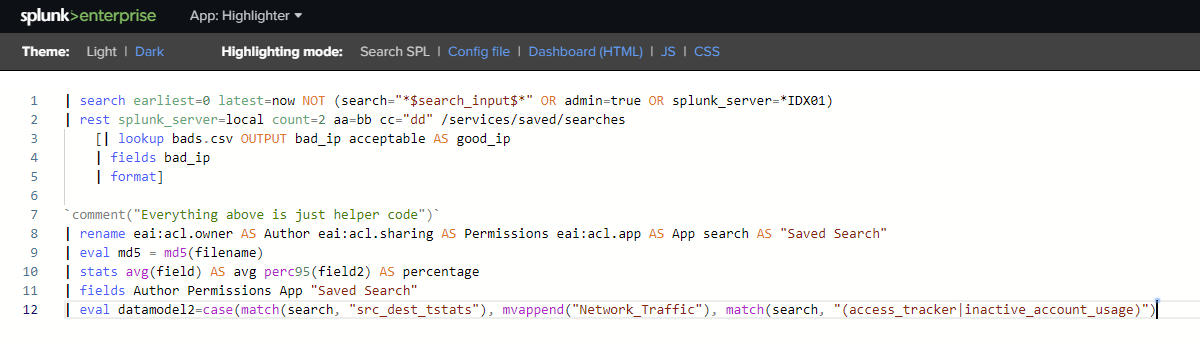 splunk>enterprise App: Highlighter
Theme: Light | Dark Highlighting mode: Search SPL | Config file | Dashboard (HTML) | JS | CSS
1 | search earliest=0 latest=now NOT (search="*$search_input$*" OR admin=true OR splunk_server=*IDX01)
2 | rest splunk_server=local count=2 aa=bb cc="dd" /services/saved/searches
3 [| lookup bads.csv OUTPUT bad_ip acceptable AS good_ip
4 | fields bad_ip
5 | format]
6
7 `comment("Everything above is just helper code")`
8 | rename eai:acl.owner AS Author eai:acl.sharing AS Permissions eai:acl.app AS App search AS "Saved Search"
9 | eval md5 = md5(filename)
10 | stats avg(field) AS avg perc95(field2) AS percentage
11 | fields Author Permissions App "Saved Search"
12 | eval datamodel2=case(match(search, "src_dest_tstats"), mvappend("Network_Traffic"), match(search, "(access_tracker|inactive_account_usage)")